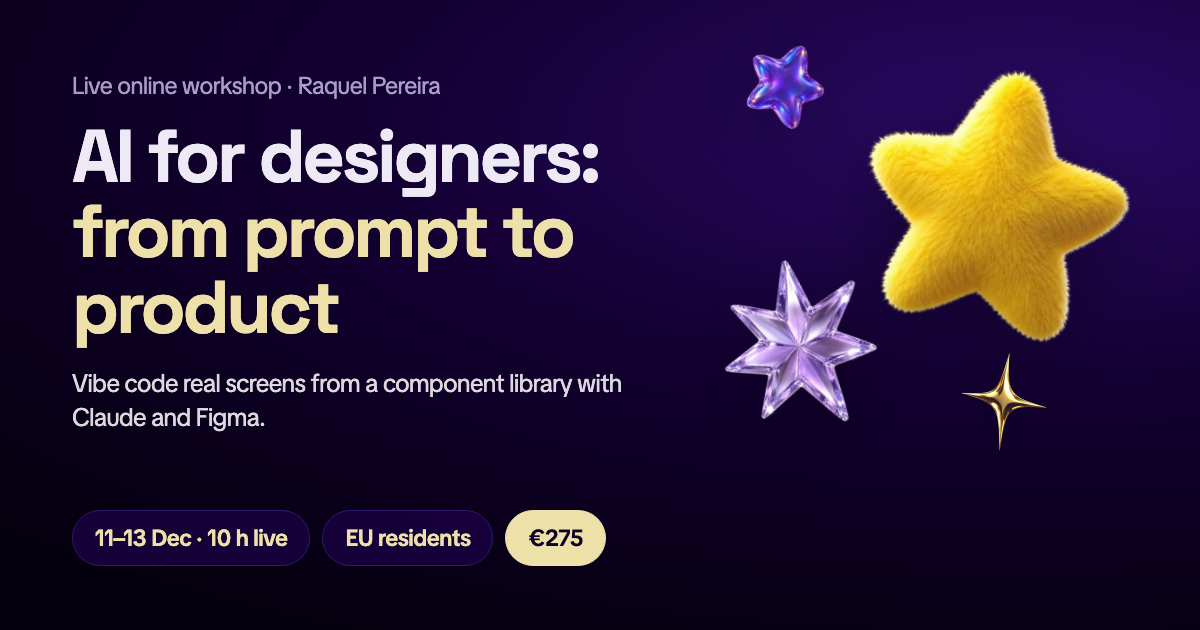 Live online workshop · Raquel Pereira
AI for designers:
from prompt to
product
Vibe code real screens from a component library with
Claude and Figma.
11–13 Dec · 10 h live
EU residents
€275